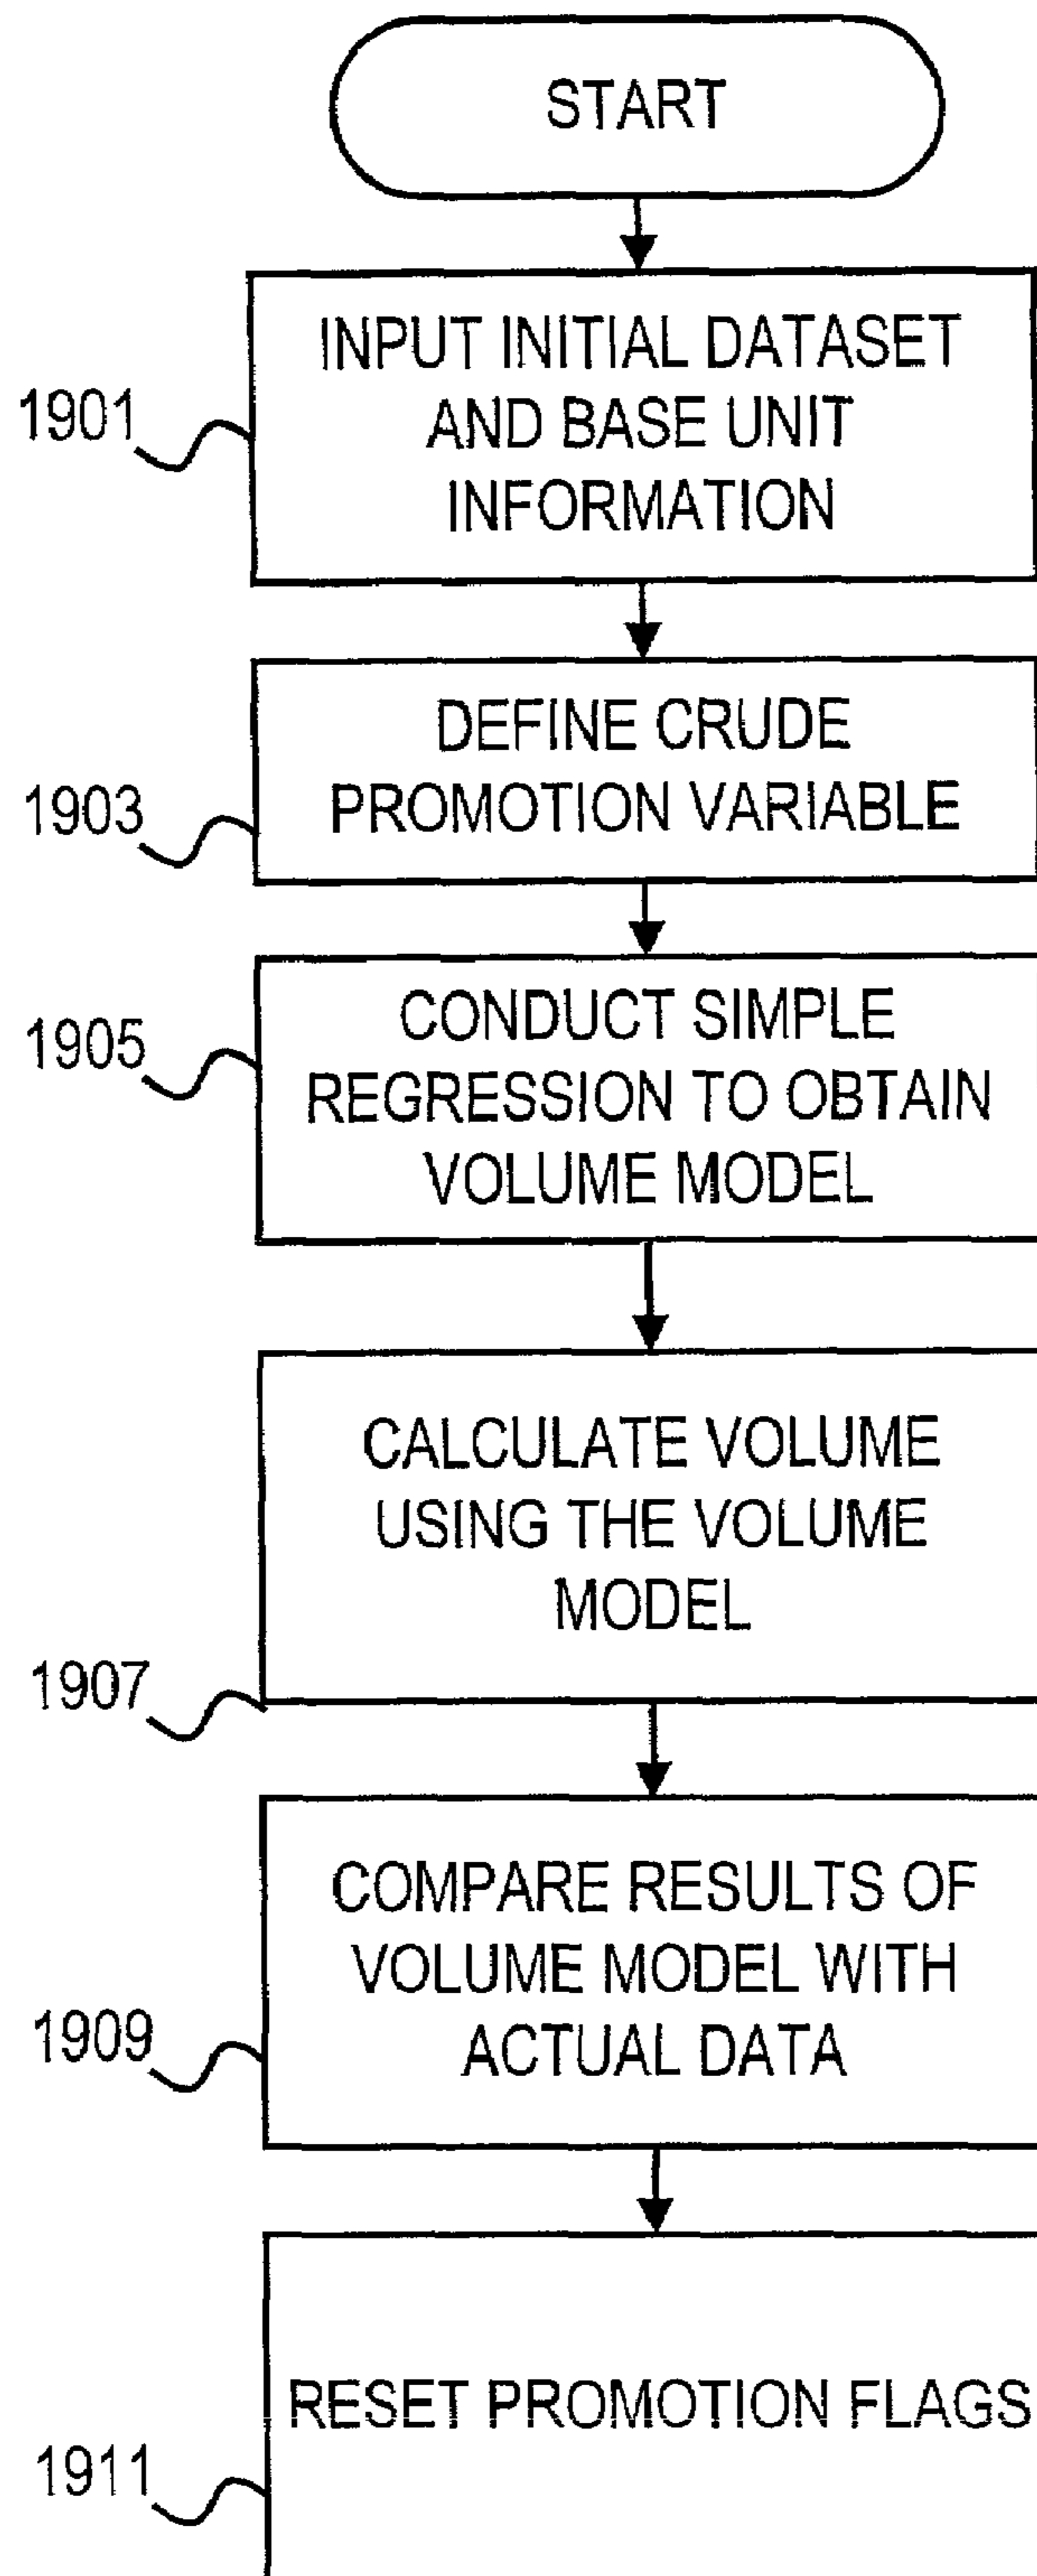 START
INPUT INITIAL DATASET
AND BASE UNIT
INFORMATION
1901
DEFINE CRUDE
PROMOTION VARIABLE
1903
CONDUCT SIMPLE
REGRESSION TO OBTAIN
VOLUME MODEL
1905
CALCULATE VOLUME
USING THE VOLUME
MODEL
1907
COMPARE RESULTS OF
VOLUME MODEL WITH
ACTUAL DATA
1909
RESET PROMOTION FLAGS
1911